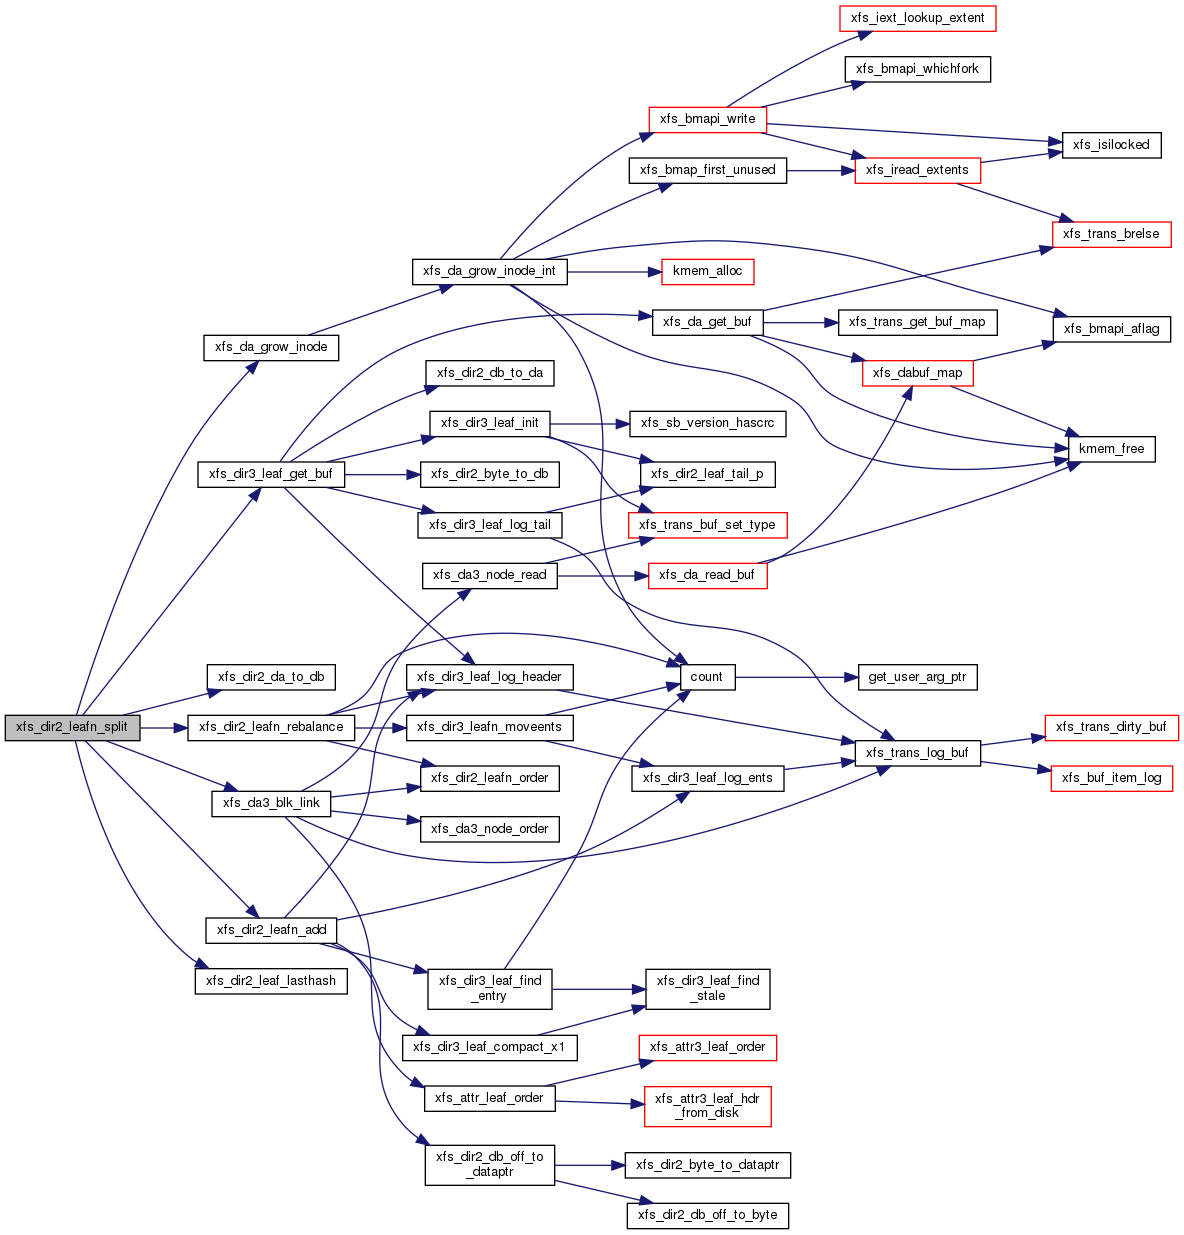 xfs_iext_lookup_extent
xfs_bmapi_whichfork
xfs_bmapi_write
xfs_isilocked
xfs_bmap_first_unused
xfs_iread_extents
xfs_trans_brelse
xfs_da_grow_inode_int
kmem_alloc
xfs_da_get_buf
xfs_trans_get_buf_map
xfs_bmapi_aflag
xfs_da_grow_inode
xfs_dir2_db_to_da
xfs_dabuf_map
xfs_dir3_leaf_init
xfs_sb_version_hascrc
kmem_free
xfs_dir3_leaf_get_buf
xfs_dir2_byte_to_db
xfs_dir2_leaf_tail_p
xfs_dir3_leaf_log_tail
xfs_trans_buf_set_type
xfs_da3_node_read
xfs_da_read_buf
xfs_dir2_da_to_db
xfs_dir3_leaf_log_header
count
get_user_arg_ptr
xfs_dir2_leafn_split
xfs_dir2_leafn_rebalance
xfs_dir3_leafn_moveents
xfs_trans_dirty_buf
xfs_trans_log_buf
xfs_dir2_leafn_order
xfs_dir3_leaf_log_ents
xfs_buf_item_log
xfs_da3_blk_link
xfs_da3_node_order
xfs_dir2_leafn_add
xfs_dir2_leaf_lasthash
xfs_dir3_leaf_find
_entry
xfs_dir3_leaf_find
_stale
xfs_dir3_leaf_compact_x1
xfs_attr3_leaf_order
xfs_attr_leaf_order
xfs_attr3_leaf_hdr
_from_disk
xfs_dir2_db_off_to
_dataptr
xfs_dir2_byte_to_dataptr
xfs_dir2_db_off_to_byte